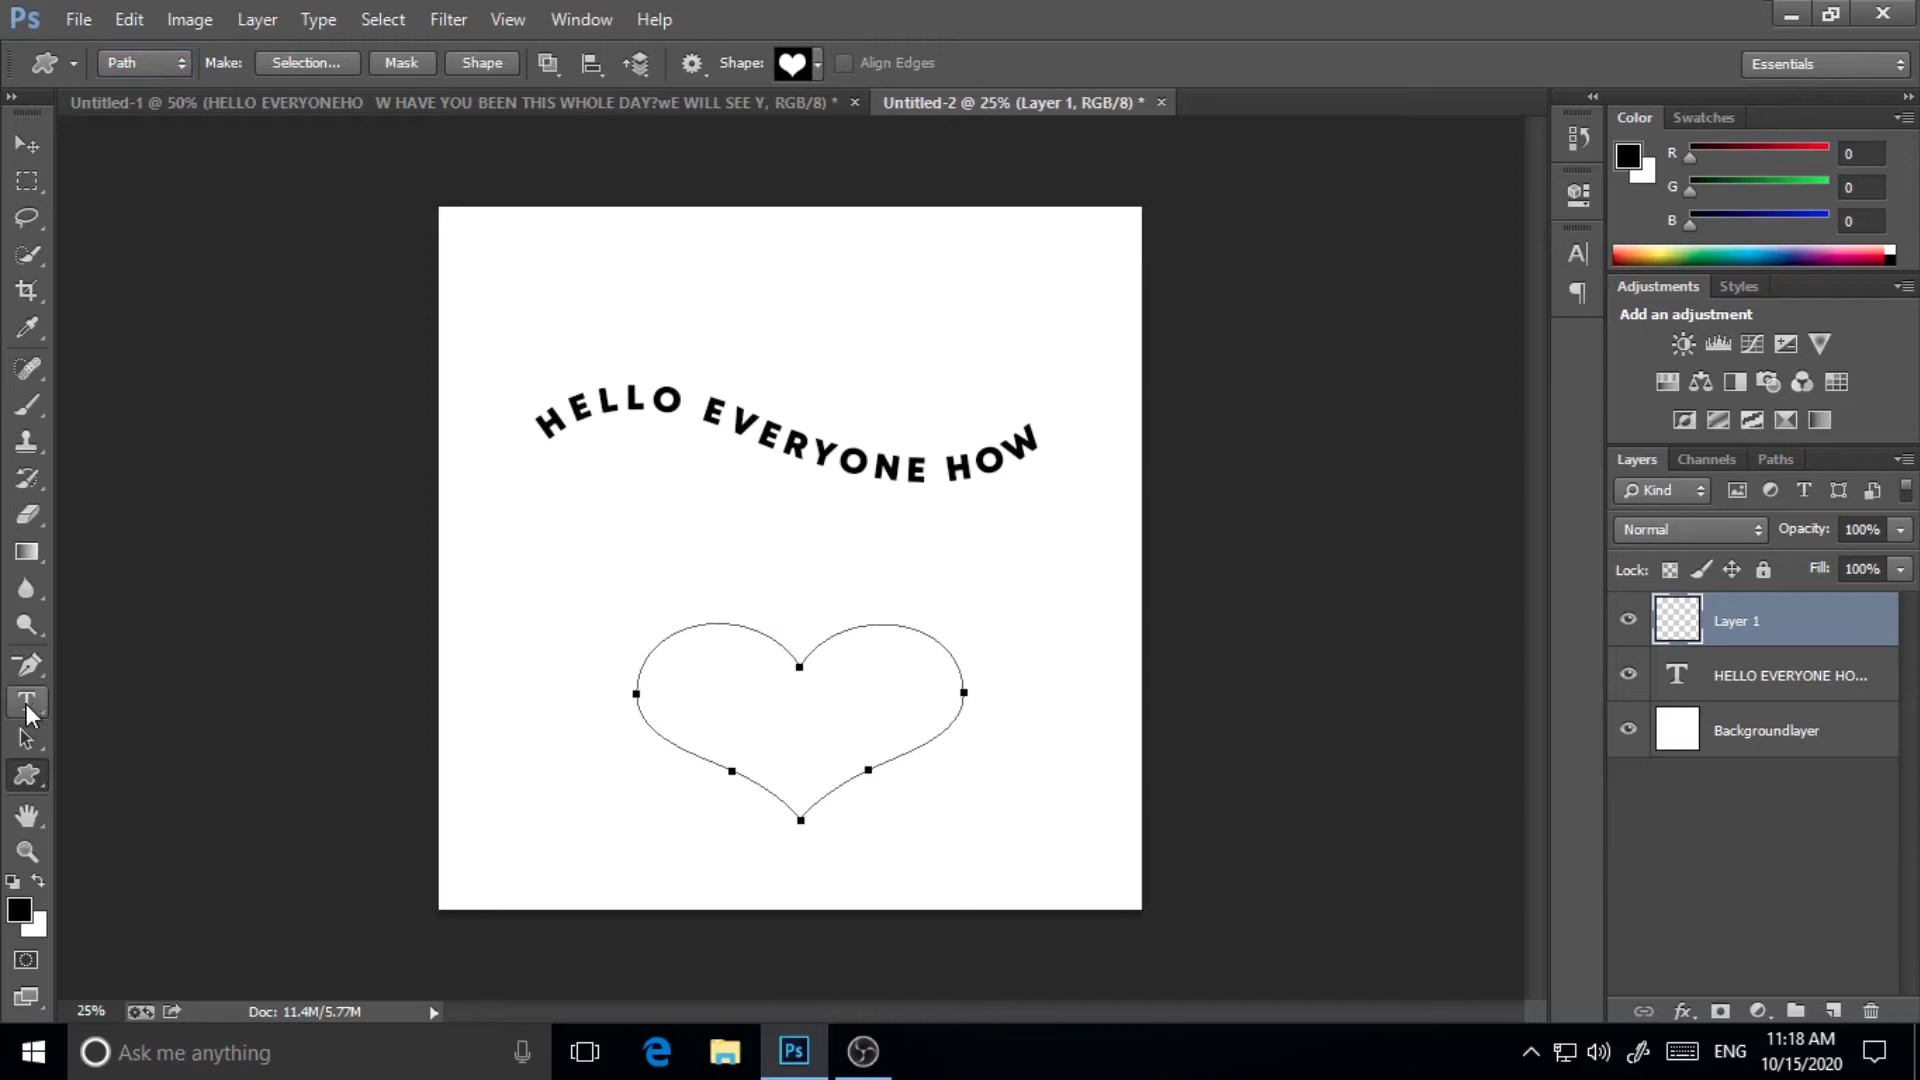 Ps File Edit Image Layer Type Select Filter View Window Help
Path Make: Selection... Mask Shape Shape: Align Edges Essentials
Untitled-1 @ 50% (HELLO EVERYONEHO W HAVE YOU BEEN THIS WHOLE DAY?wE WILL SEE Y, RGB/8) * × Untitled-2 @ 25% (Layer 1, RGB/8) * ×
Color Swatches
R 0
G 0
B 0
Adjustments Styles
Add an adjustment
HELLO EVERYONE HOW
Layers Channels Paths
Kind
Normal Opacity: 100%
Lock: Fill: 100%
Layer 1
T HELLO EVERYONE HO...
Backgroundlayer
25% Doc: 11.4M/5.77M
fx
Ask me anything
Ps
ENG
11:18 AM
10/15/2020